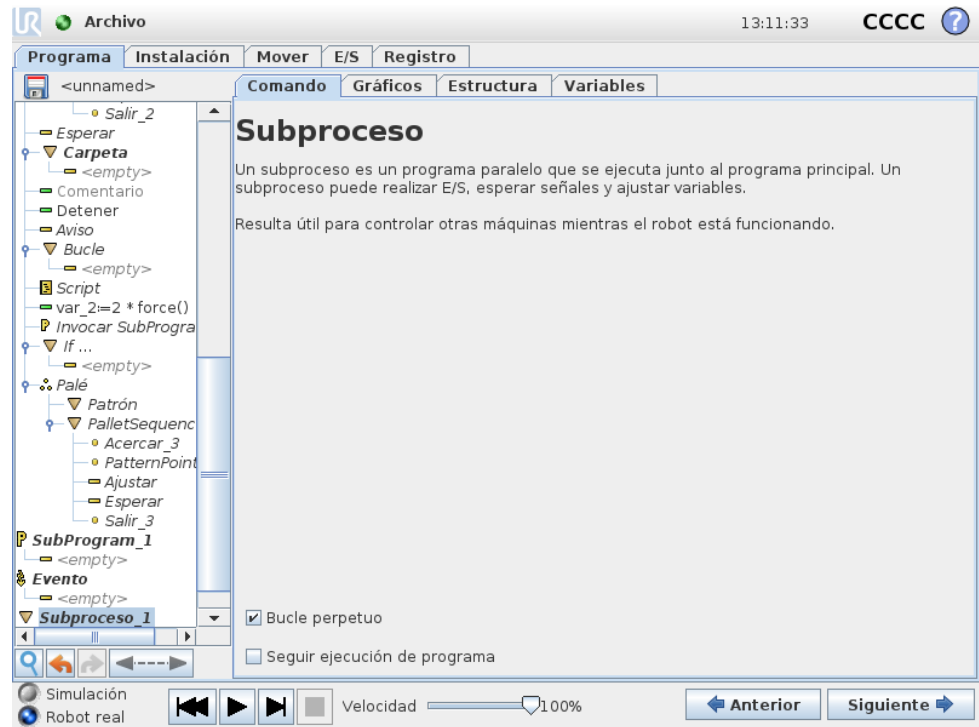 UR Archivo 13:11:33 CCCC ?
Programa Instalación Mover E/S Registro
<unnamed>
Comando Gráficos Estructura Variables
Salir_2
Esperar
Carpeta
<empty>
Comentario
Detener
Aviso
Bucle
<empty>
Script
var_2:=2 * force()
Invocar SubProgra
If ...
<empty>
Palé
Patrón
PalletSequenc
Acercar_3
PatternPoint
Ajustar
Esperar
Salir_3
P SubProgram_1
<empty>
Evento
<empty>
Subproceso_1
Subproceso
Un subproceso es un programa paralelo que se ejecuta junto al programa principal. Un
subproceso puede realizar E/S, esperar señales y ajustar variables.
Resulta útil para controlar otras máquinas mientras el robot está funcionando.
Bucle perpetuo
Seguir ejecución de programa
Simulación
Robot real
Velocidad 100%
Anterior Siguiente